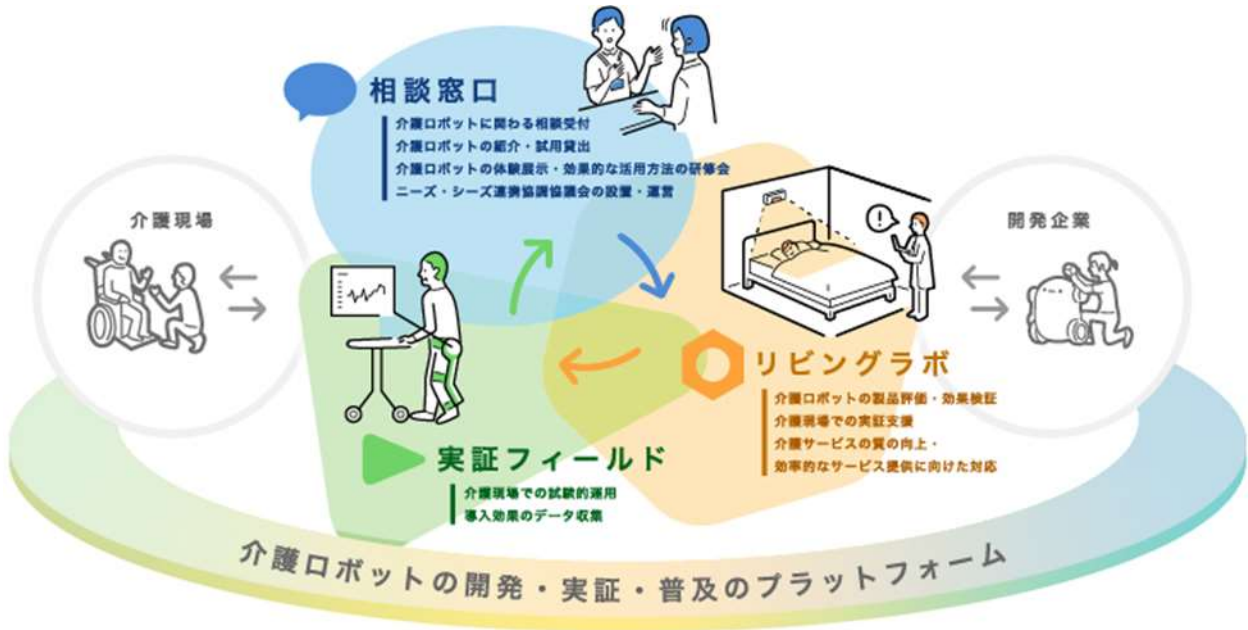 相談窓口
介護ロボットに関わる相談受付
介護ロボットの紹介・試用貸出
介護ロボットの体験展示・効果的な活用方法の研修会
ニーズ・シーズ連携協調協議会の設置・運営
介護現場
開発企業
リビングラボ
介護ロボットの製品評価・効果検証
介護現場での実証支援
介護サービスの質の向上・
効率的なサービス提供に向けた対応
実証フィールド
介護現場での試験的運用
導入効果のデータ収集
介護ロボットの開発・実証・普及のプラットフォーム